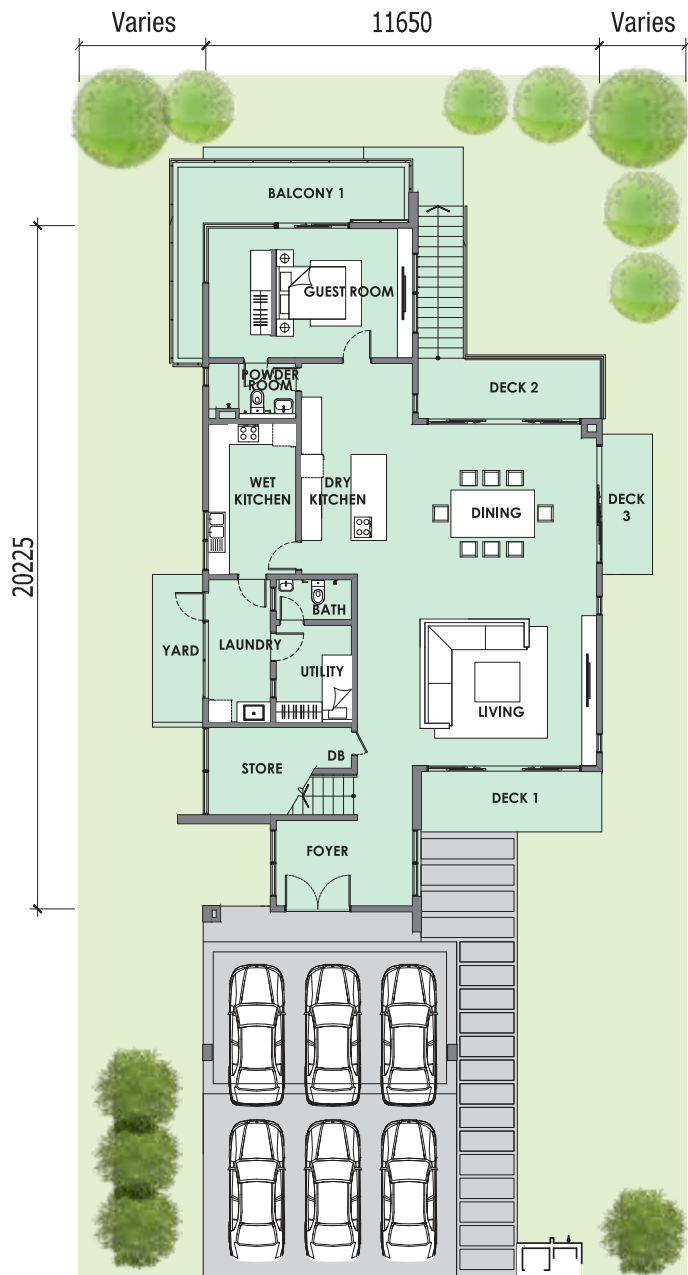 Varies
11650
Varies
20225
BALCONY 1
GUEST ROOM
POWDER
ROOM
DECK 2
WET
KITCHEN
DRY
KITCHEN
DINING
DECK
3
BATH
YARD
LAUNDRY
UTILITY
LIVING
DB
STORE
DECK 1
FOYER